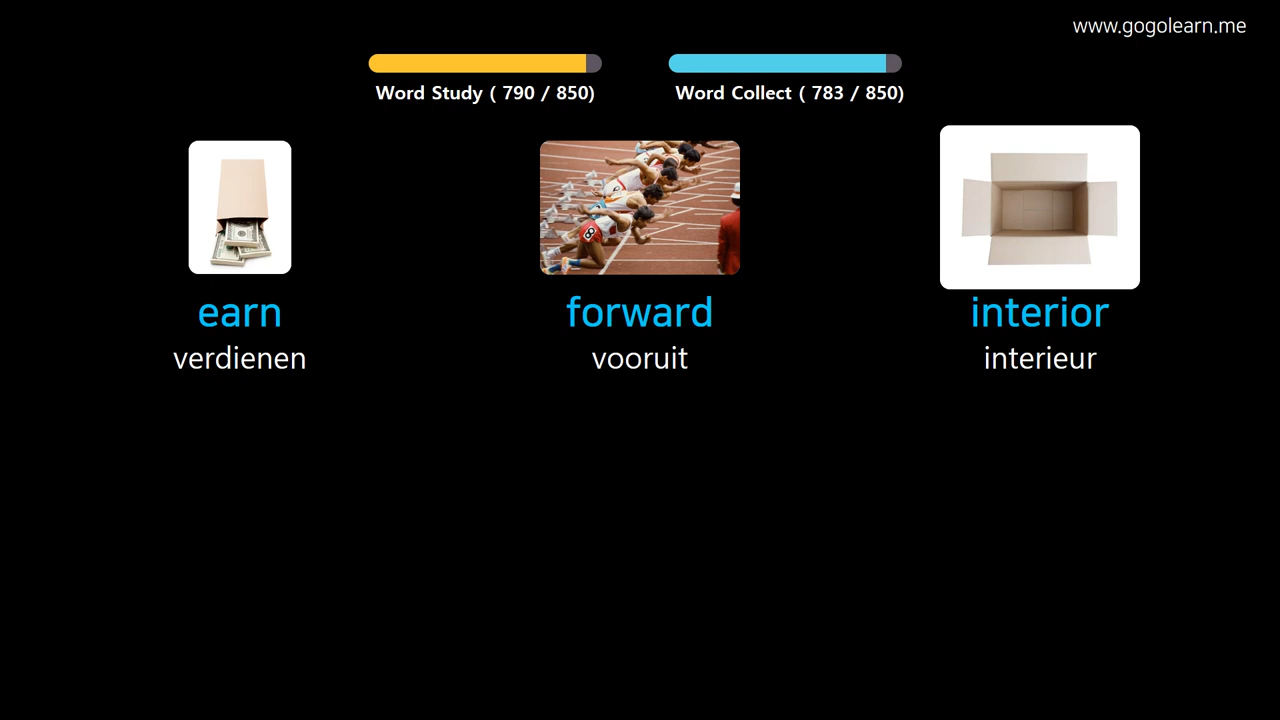 www.gogolearn.me
Word Study ( 790 / 850)
Word Collect ( 783 / 850)
earn
forward
interior
verdienen
vooruit
interieur